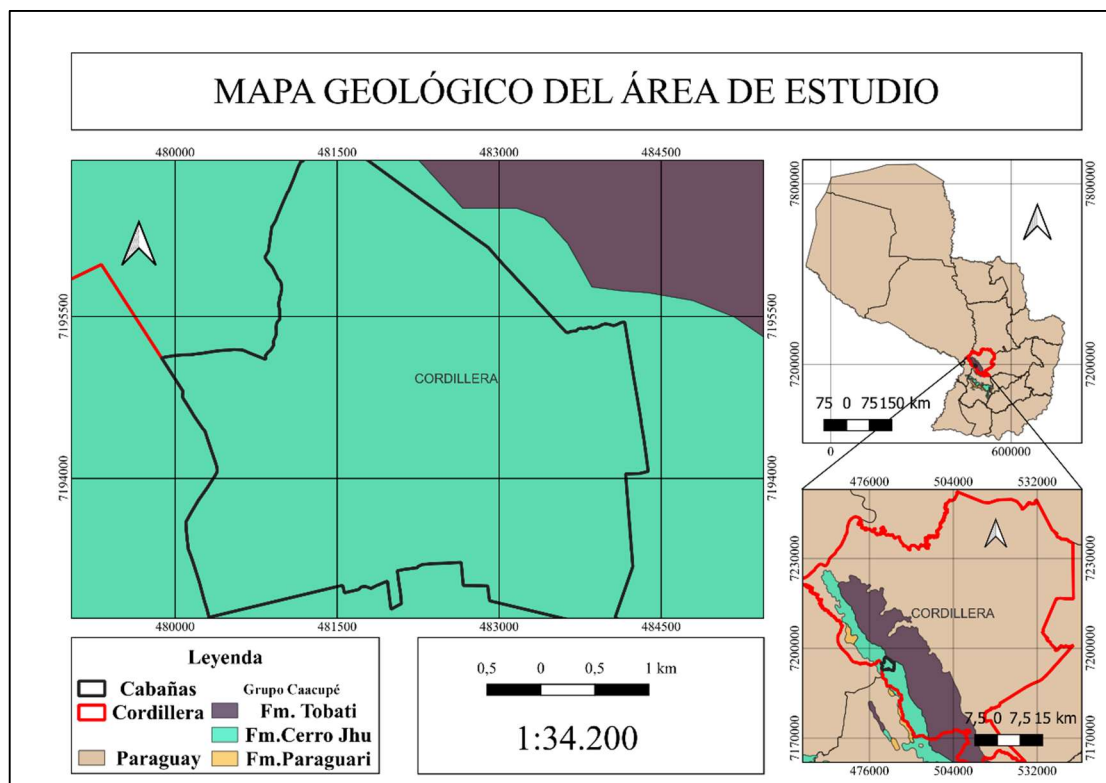 MAPA GEOLÓGICO DEL ÁREA DE ESTUDIO
480000 481500 483000 484500
7195500 7195500
CORDILLERA
7194000 7194000
480000 481500 483000 484500
7800000 7800000
7200000 7200000
75 0 75 150 km
0 600000
476000 504000 532000
7230000 7230000
CORDILLERA
7200000 7200000
7,5 0 7,5 15 km
7170000 7170000
476000 504000 532000
Leyenda
Cabañas
Cordillera
Paraguay
Grupo Caacupé
Fm. Tobati
Fm.Cerro Jhu
Fm.Paraguari
0,5 0 0,5 1 km
1:34.200